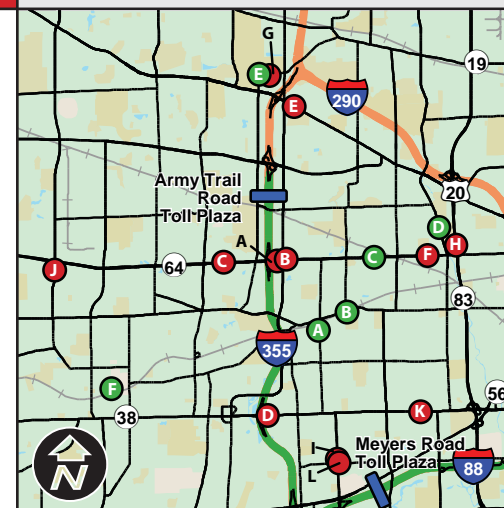 G
E
E
19
290
Army Trail
Road
Toll Plaza
20
D
H
A
B
C
F
C
64
J
83
B
A
355
F
38
D
K
56
I
L
Meyers Road
Toll Plaza
88
N